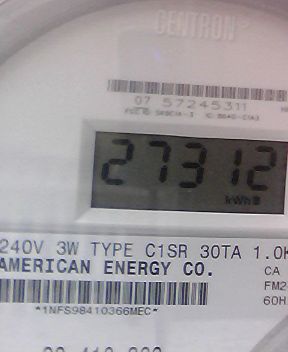 CENTRON®
07 57245311
27312
kWh
240V 3W TYPE C1SR 30TA 1.0K
AMERICAN ENERGY CO.
CA
FM2
60H
*1NFS98410366MEC*